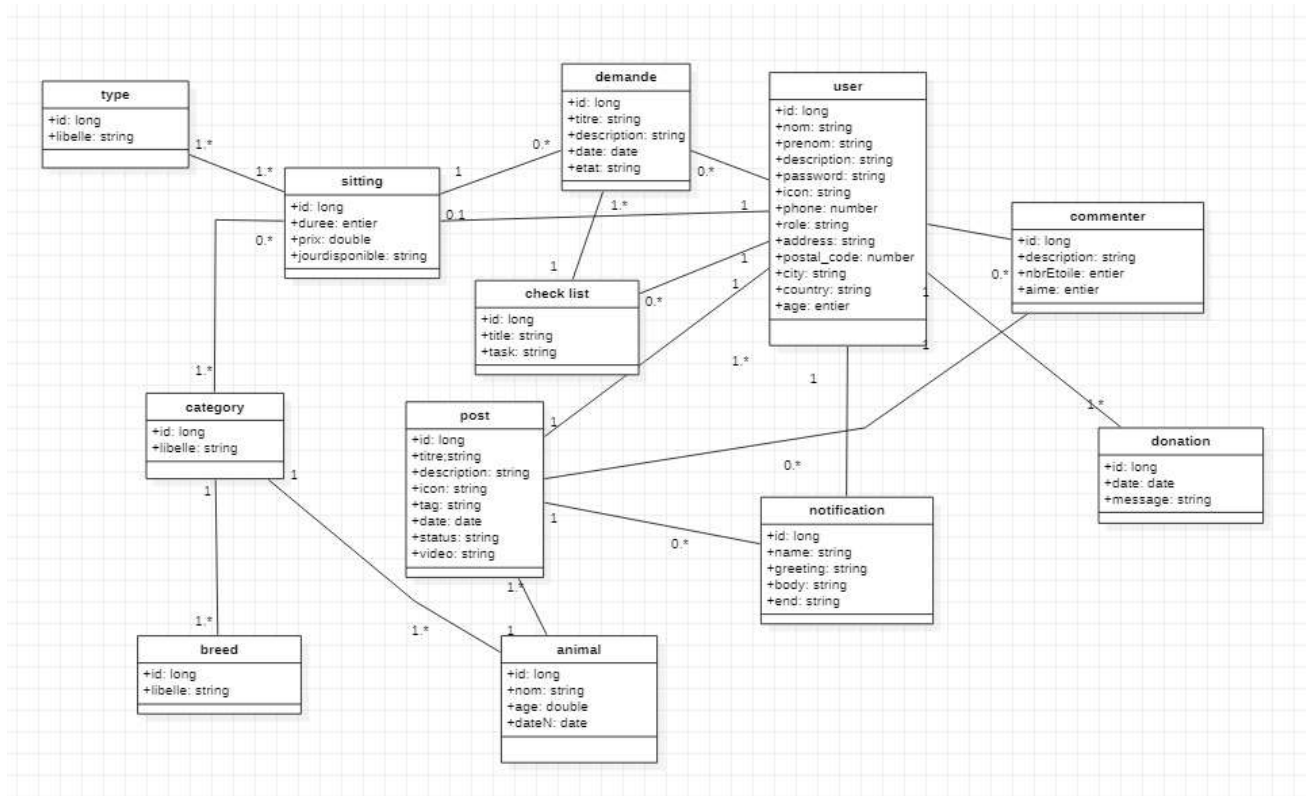 type
+id: long
+libelle: string
1.*
1.*
sitting
+id: long
+duree: entier
+prix: double
+jourdisponible: string
1
0.*
0.1
1.*
1
0.*
demande
+id: long
+titre: string
+description: string
+date: date
+etat: string
0.*
user
+id: long
+nom: string
+prenom: string
+description: string
+password: string
+icon: string
+phone: number
+role: string
+address: string
+postal_code: number
+city: string
+country: string
+age: entier
commenter
+id: long
+description: string
+nbrEtoile: entier
+aime: entier
0.*
1
1
1
check list
+id: long
+title: string
+task: string
0.*
1
1
1.*
1
1.*
category
+id: long
+libelle: string
1
1
1.*
post
+id: long
+titre;string
+description: string
+icon: string
+tag: string
+date: date
+status: string
+video: string
1
0.*
1
0.*
1.*
1
donation
+id: long
+date: date
+message: string
notification
+id: long
+name: string
+greeting: string
+body: string
+end: string
1.*
breed
+id: long
+libelle: string
1.*
animal
+id: long
+nom: string
+age: double
+dateN: date